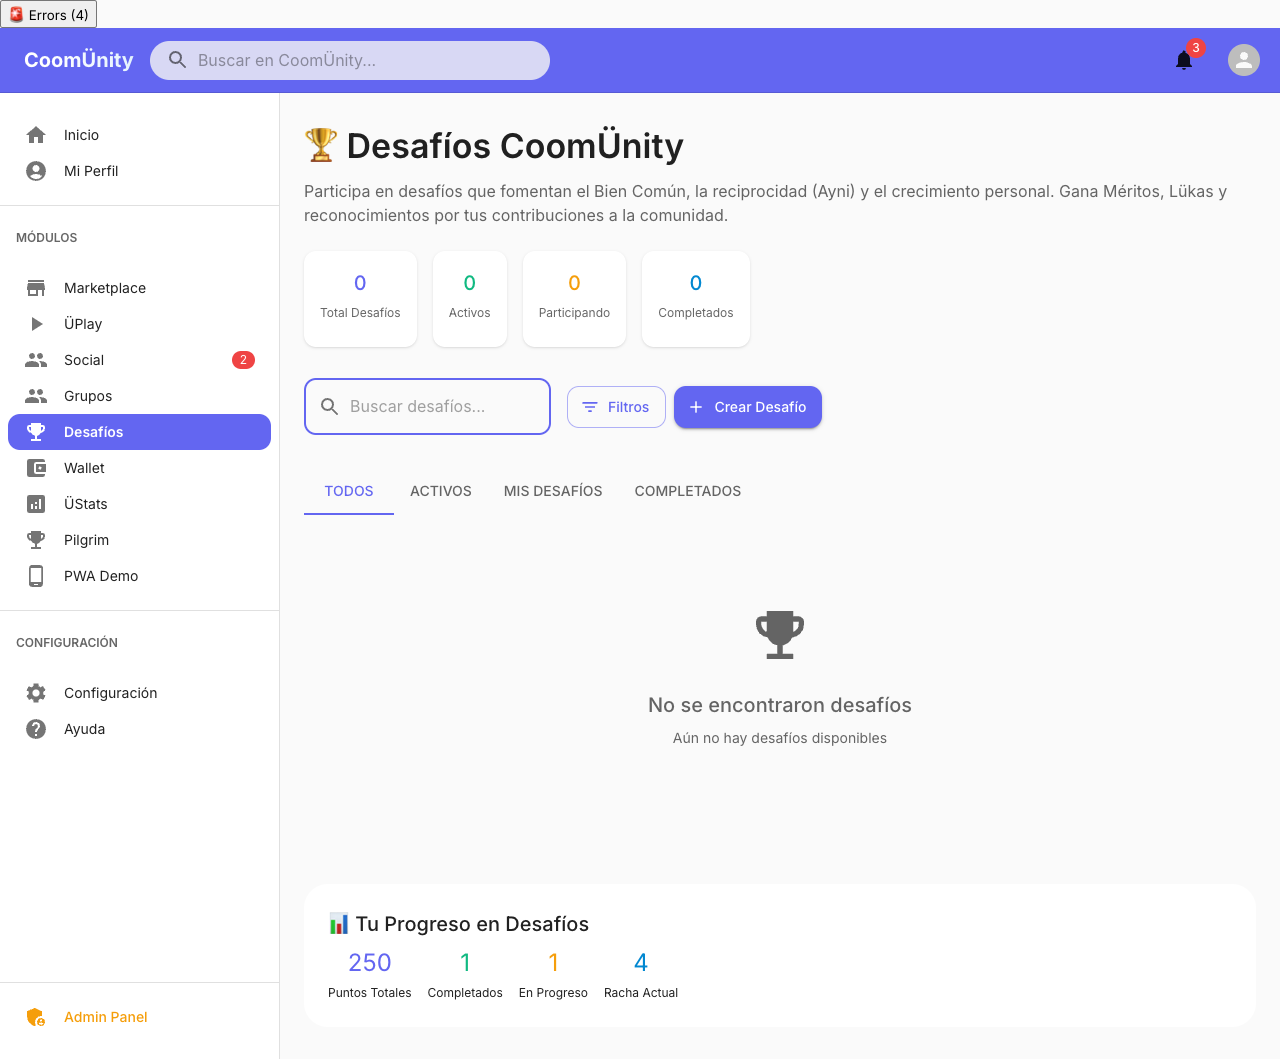 🚨 Errors (4)
CoomÜnity
Buscar en CoomÜnity...
3
Inicio
Mi Perfil
MÓDULOS
Marketplace
ÜPlay
Social
2
Grupos
Desafíos
Wallet
ÜStats
Pilgrim
PWA Demo
CONFIGURACIÓN
Configuración
Ayuda
Admin Panel
🏆 Desafíos CoomÜnity
Participa en desafíos que fomentan el Bien Común, la reciprocidad (Ayni) y el crecimiento personal. Gana Méritos, Lükas y
reconocimientos por tus contribuciones a la comunidad.
0
Total Desafíos
0
Activos
0
Participando
0
Completados
Buscar desafíos...
Filtros
Crear Desafío
TODOS
ACTIVOS
MIS DESAFÍOS
COMPLETADOS
No se encontraron desafíos
Aún no hay desafíos disponibles
📊 Tu Progreso en Desafíos
250
Puntos Totales
1
Completados
1
En Progreso
4
Racha Actual